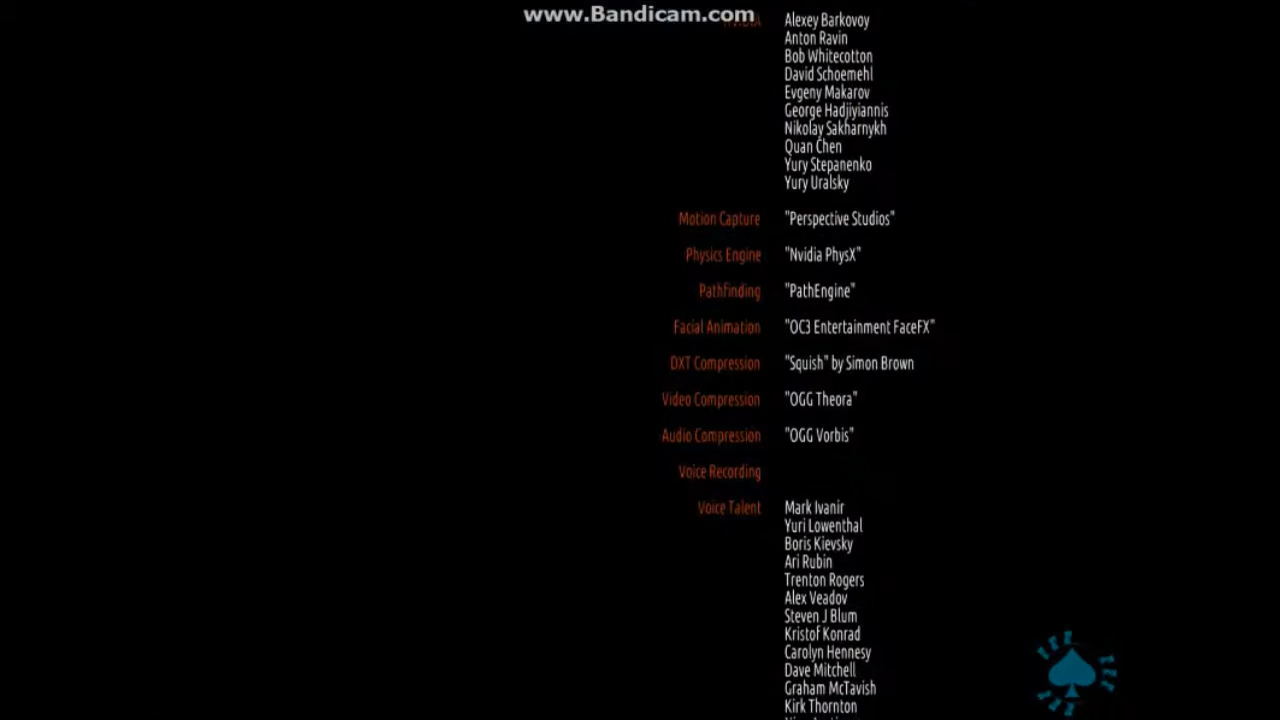 www.Bandicam.com
NVIDIA Alexey Barkovoy
Anton Ravin
Bob Whitecotton
David Schoemehl
Evgeny Makarov
George Hadjiyiannis
Nikolay Sakharnykh
Quan Chen
Yury Stepanenko
Yury Uralsky
Motion Capture "Perspective Studios"
Physics Engine "Nvidia PhysX"
Pathfinding "PathEngine"
Facial Animation "OC3 Entertainment FaceFX"
DXT Compression "Squish" by Simon Brown
Video Compression "OGG Theora"
Audio Compression "OGG Vorbis"
Voice Recording
Voice Talent Mark Ivanir
Yuri Lowenthal
Boris Kievsky
Ari Rubin
Trenton Rogers
Alex Veadov
Steven J Blum
Kristof Konrad
Carolyn Hennesy
Dave Mitchell
Graham McTavish
Kirk Thornton